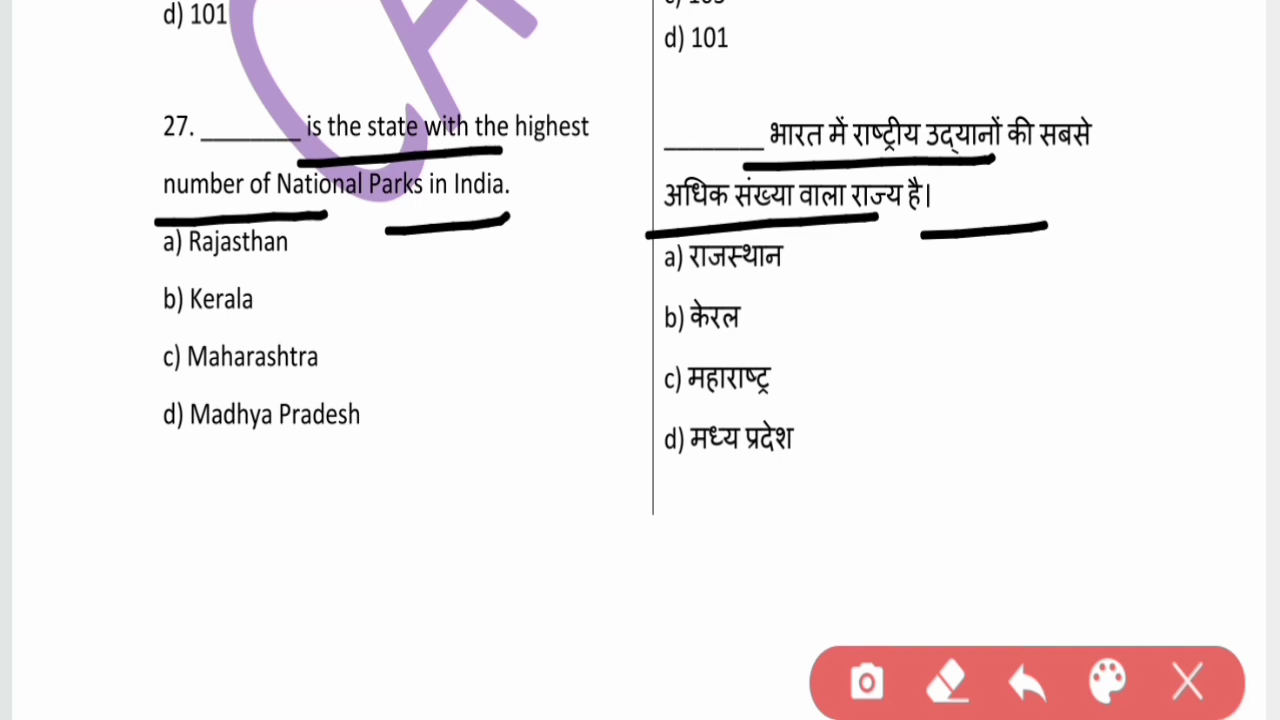 d) 101
27. ________ is the state with the highest
number of National Parks in India.
a) Rajasthan
b) Kerala
c) Maharashtra
d) Madhya Pradesh
d) 101
________ भारत में राष्ट्रीय उद्यानों की सबसे
अधिक संख्या वाला राज्य है।
a) राजस्थान
b) केरल
c) महाराष्ट्र
d) मध्य प्रदेश